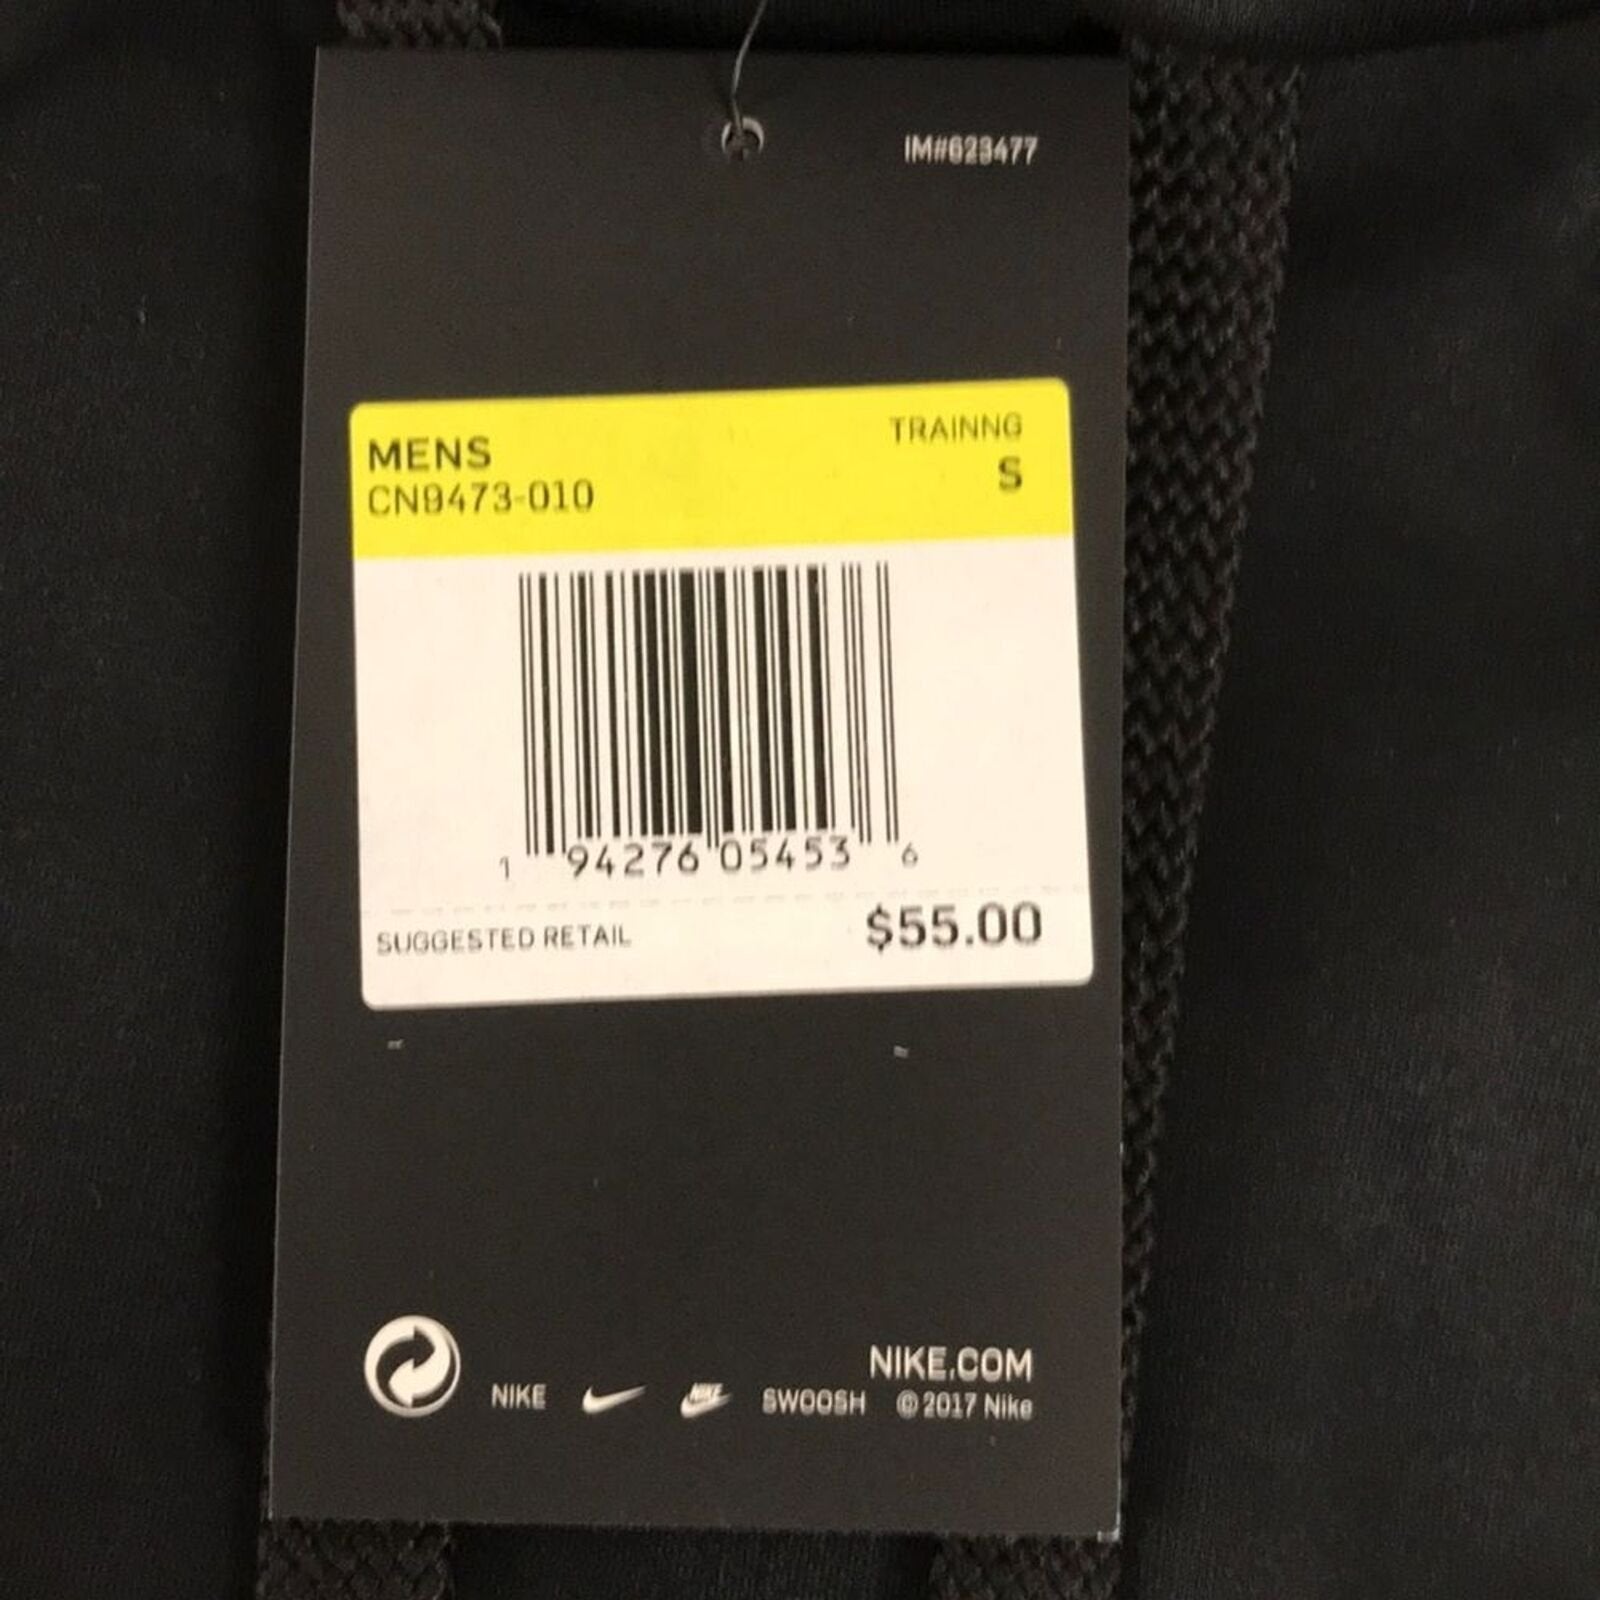 IM#623477
MENS
TRAINNG
CN9473-010
S
1 94276 05453 6
SUGGESTED RETAIL $55.00
NIKE.COM
NIKE NIKE SWOOSH © 2017 Nike